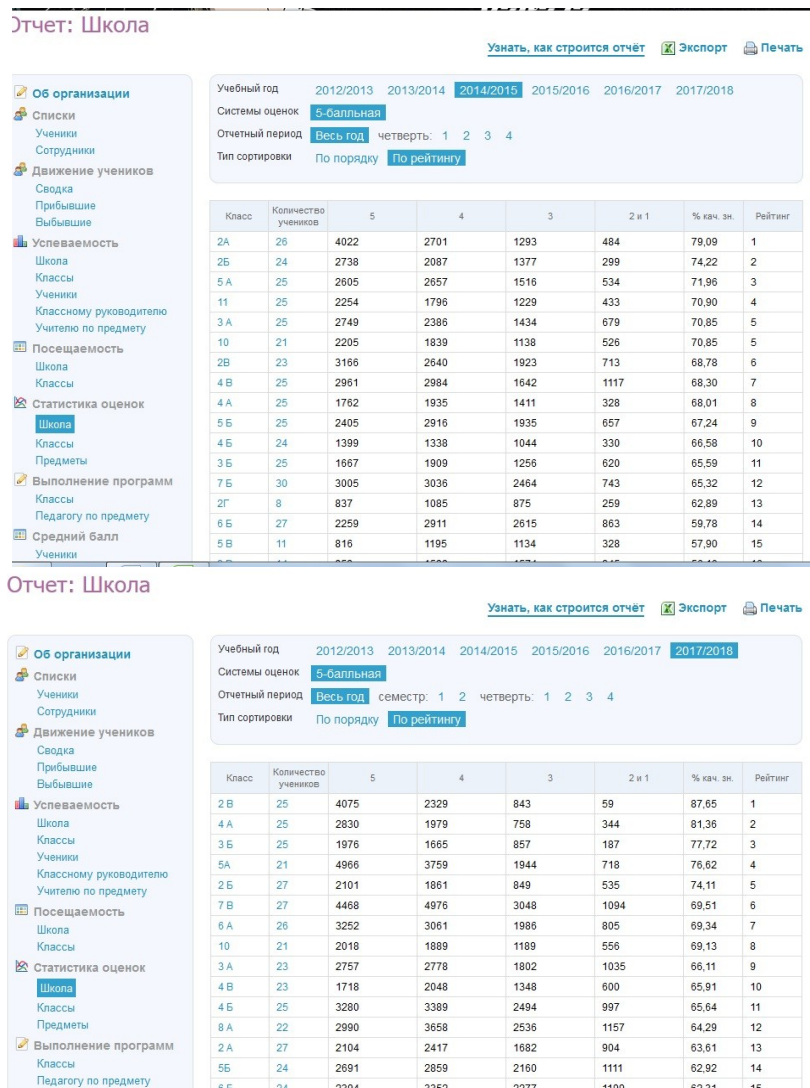 Отчет: Школа
Узнать, как строится отчёт Экспорт Печать
Об организации
Списки
Ученики
Сотрудники
Движение учеников
Сводка
Прибывшие
Выбывшие
Успеваемость
Школа
Классы
Ученики
Классному руководителю
Учителю по предмету
Посещаемость
Школа
Классы
Статистика оценок
Школа
Классы
Предметы
Выполнение программ
Классы
Педагогу по предмету
Средний балл
Ученики
Учебный год 2012/2013 2013/2014 2014/2015 2015/2016 2016/2017 2017/2018
Системы оценок 5-балльная
Отчетный период Весь год четверть: 1 2 3 4
Тип сортировки По порядку По рейтингу
Класс Количество учеников 5 4 3 2 и 1 % кач. зн. Рейтинг
2А 26 4022 2701 1293 484 79,09 1
2Б 24 2738 2087 1377 299 74,22 2
5 А 25 2605 2657 1516 534 71,96 3
11 25 2254 1796 1229 433 70,90 4
3 А 25 2749 2386 1434 679 70,85 5
10 21 2205 1839 1138 526 70,85 5
2В 23 3166 2640 1923 713 68,78 6
4 В 25 2961 2984 1642 1117 68,30 7
4 А 25 1762 1935 1411 328 68,01 8
5 Б 25 2405 2916 1935 657 67,24 9
4 Б 24 1399 1338 1044 330 66,58 10
3 Б 25 1667 1909 1256 620 65,59 11
7 Б 30 3005 3036 2464 743 65,32 12
2Г 8 837 1085 875 259 62,89 13
6 Б 27 2259 2911 2615 863 59,78 14
5 В 11 816 1195 1134 328 57,90 15
Отчет: Школа
Узнать, как строится отчёт Экспорт Печать
Об организации
Списки
Ученики
Сотрудники
Движение учеников
Сводка
Прибывшие
Выбывшие
Успеваемость
Школа
Классы
Ученики
Классному руководителю
Учителю по предмету
Посещаемость
Школа
Классы
Статистика оценок
Школа
Классы
Предметы
Выполнение программ
Классы
Педагогу по предмету
Учебный год 2012/2013 2013/2014 2014/2015 2015/2016 2016/2017 2017/2018
Системы оценок 5-балльная
Отчетный период Весь год семестр: 1 2 четверть: 1 2 3 4
Тип сортировки По порядку По рейтингу
Класс Количество учеников 5 4 3 2 и 1 % кач. зн. Рейтинг
2 В 25 4075 2329 843 59 87,65 1
4 А 25 2830 1979 758 344 81,36 2
3 Б 25 1976 1665 857 187 77,72 3
5А 21 4966 3759 1944 718 76,62 4
2 Б 27 2101 1861 849 535 74,11 5
7 В 27 4468 4976 3048 1094 69,51 6
6 А 26 3252 3061 1986 805 69,34 7
10 21 2018 1889 1189 556 69,13 8
3 А 23 2757 2778 1802 1035 66,11 9
4 В 23 1718 2048 1348 600 65,91 10
4 Б 25 3280 3389 2494 997 65,64 11
8 А 22 2990 3658 2536 1157 64,29 12
2 А 27 2104 2417 1682 904 63,61 13
5Б 24 2691 2859 2160 1111 62,92 14